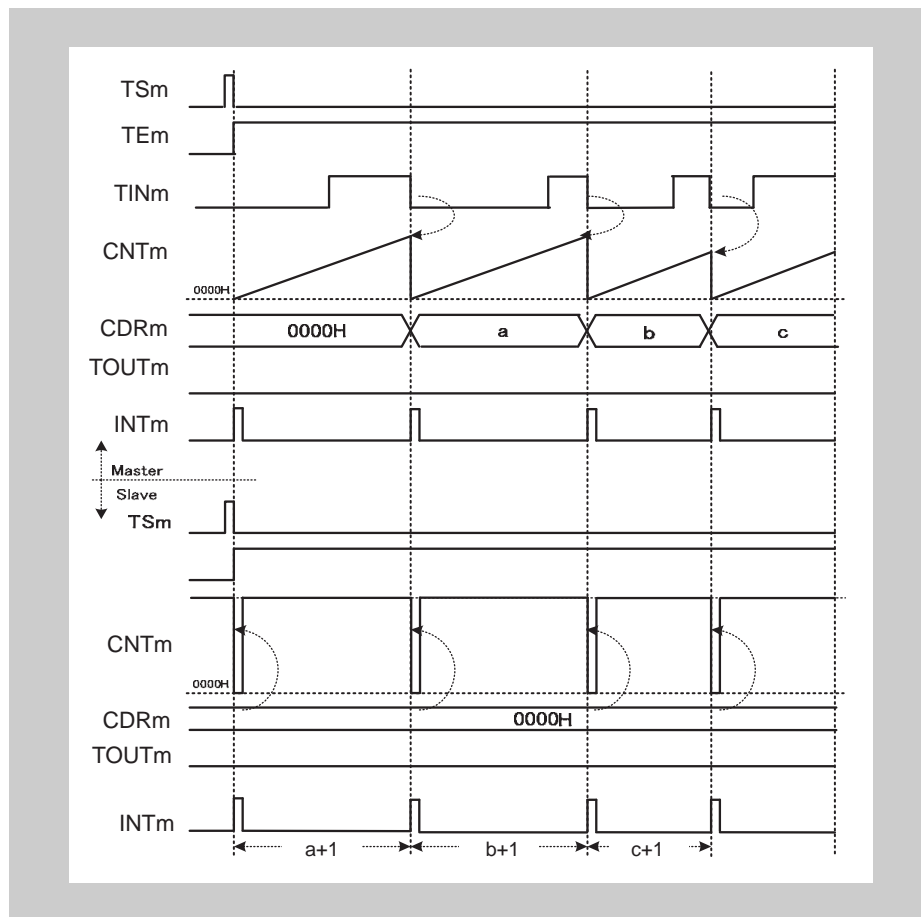 TSm
TEm
TINm
CNTm
0000H
CDRm 0000H a b c
TOUTm
INTm
Master
Slave
TSm
CNTm
0000H
CDRm 0000H
TOUTm
INTm
a+1 b+1 c+1